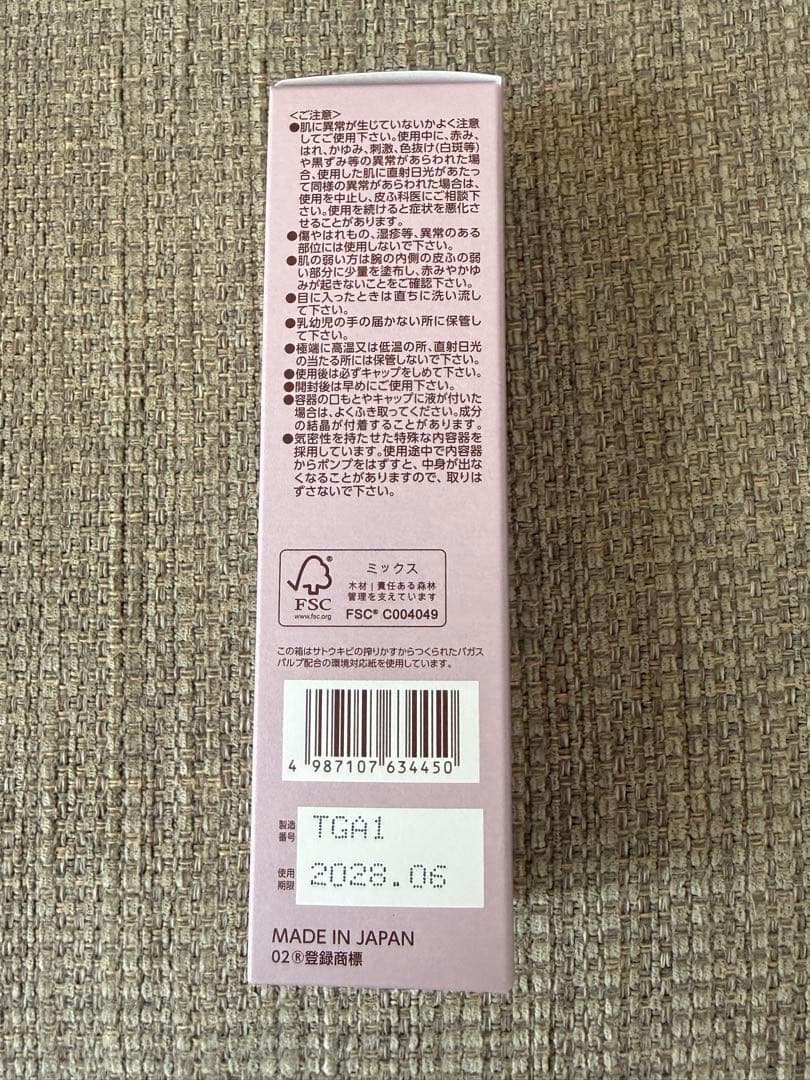 <ご注意>
●肌に異常が生じていないかよく注意
してご使用下さい。使用中に、赤み、
はれ、かゆみ、刺激、色抜け(白斑等)
や黒ずみ等の異常があらわれた場
合、使用した肌に直射日光があたっ
て同様の異常があらわれた場合は、
使用を中止し、皮ふ科医にご相談下
さい。使用を続けると症状を悪化さ
せることがあります。
●傷やはれもの、湿疹等、異常のある
部位には使用しないで下さい。
●肌の弱い方は腕の内側の皮ふの弱
い部分に少量を塗布し、赤みやかゆ
みが起きないことをご確認下さい。
●目に入ったときは直ちに洗い流し
て下さい。
●乳幼児の手の届かない所に保管し
て下さい。
●極端に高温又は低温の所、直射日光
の当たる所には保管しないで下さい。
●使用後は必ずキャップをしめて下さい。
●開封後は早めにご使用下さい。
●容器の口もとやキャップに液が付いた
場合は、よくふき取ってください。成分
の結晶が付着することがあります。
●気密性を持たせた特殊な内容器を
採用しています。使用途中で内容器
からポンプをはずすと、中身が出な
くなることがありますので、取りは
ずさないで下さい。
FSC
www.fsc.org
ミックス
木材|責任ある森林
管理を支えています
FSC® C004049
この箱はサトウキビの搾りかすからつくられたバガス
パルプ配合の環境対応紙を使用しています。
4 987107 634450
製造
番号
TGA1
使用
期限
2028.06
MADE IN JAPAN
02®登録商標